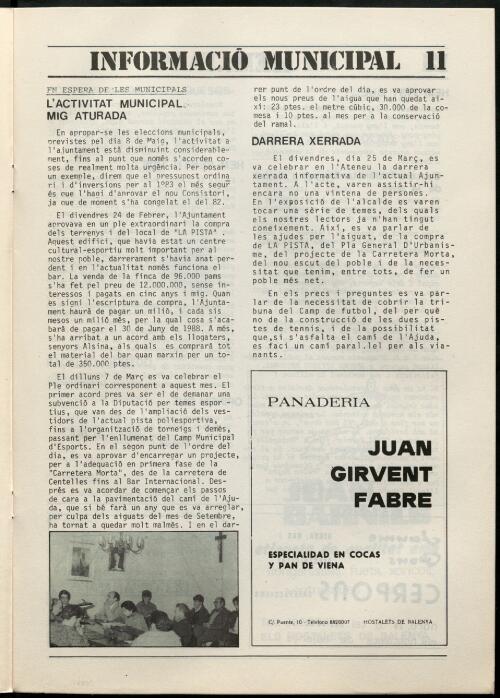 INFORMACIÓ MUNICIPAL 11
EN ESPERA DE LES MUNICIPALS
L'ACTIVITAT MUNICIPAL
MIG ATURADA
En apropar-se les eleccions municipals,
previstes pel dia 8 de Maig, l'activitat a
l'ajuntament està disminuint considerable-
ment, fins al punt que només s'acorden co-
ses de realment molta urgència. Per posar
un exemple, direm que el pressupost ordina
ri i d'inversions per al 1983 el més segur
és que l'hagi d'aprovar el nou Consistori,
ja que de moment s'ha congelat el del 82.
El divendres 24 de Febrer, l'Ajuntament
aprovava en un ple extraordinari la compra
dels terrenys i del local de "LA PISTA".
Aquest edifici, que havia estat un centre
cultural-esportiu molt important per al
nostre poble, darrerament s'havia anat per-
dent i en l'actualitat només funciona el
bar. La venda de la finca de 96.000 pams
s'ha fet pel preu de 12.000.000, sense in-
teressos i pagats en cinc anys i mig. Quan
es signi l'escriptura de compra, l'Ajunta-
ment haurà de pagar un milió, i cada sis
mesos un milió més, per la qual cosa s'aca-
barà de pagar el 30 de Juny de 1988. A més,
s'ha arribat a un acord amb els llogaters,
senyors Alsina, als quals es comprarà tot
el material del bar quan marxin per un to-
tal de 350.000 ptes.
El dilluns 7 de Març es va celebrar el
Ple ordinari corresponent a aquest mes. El
primer acord pres va ser el de demanar una
subvenció a la Diputació per temes espor -
tius, que van des de l'ampliació dels ves-
tidors de l'actual pista poliesportiva,
fins a l'organització de torneigs i demés,
passant per l'enllumenat del Camp Municipal
d'Esports. En el segon punt de l'ordre del
dia, es va aprovar d'encarregar un projecte,
per a l'adequació en primera fase de la
"Carretera Morta", des de la carretera de
Centelles fins al Bar Internacional. Des-
prés es va acordar de començar els passos
de cara a la pavimentació del camí de l'Aju-
da, que si bé farà un any que es va arreglar,
per culpa dels aiguats del mes de Setembre,
ha tornat a quedar molt malmès. I en el dar-
rer punt de l'ordre del dia, es va aprovar
els nous preus de l'aigua que han quedat ai-
xí: 23 ptes. el metre cúbic, 30.000 de la co-
mesa i 10 ptes. al mes per a la conservació
del ramal.
DARRERA XERRADA
El divendres, dia 25 de Març, es
va celebrar en l'Ateneu la darrera
xerrada informativa de l'actual Ajun-
tament. A l'acte, varen assistir-hi
encara no una vintena de persones.
En l'exposició de l'alcalde es varen
tocar una sèrie de temes, dels quals
els nostres lectors ja n'han tingut
coneixement. Així, es va parlar de
les ajudes per a l'aiguat, de la compra
de LA PISTA, del Pla General D'Urbanis-
me, del projecte de la Carretera Morta,
del nou escut del poble i de la neces-
sitat que tenim, entre tots, de fer un
poble més net.
En els precs i preguntes es va par-
lar de la necessitat de cobrir la tri-
buna del Camp de futbol, del per què
no de la construcció de les dues pis-
tes de tennis, i de la possibilitat
que,si s'asfalta el camí de l'Ajuda,
es faci un camí paral.lel per als via-
nants.
PANADERIA
JUAN
GIRVENT
FABRE
ESPECIALIDAD EN COCAS
Y PAN DE VIENA
C/. Puente, 10 - Teléfono 8820007 HOSTALETS DE BALENYA